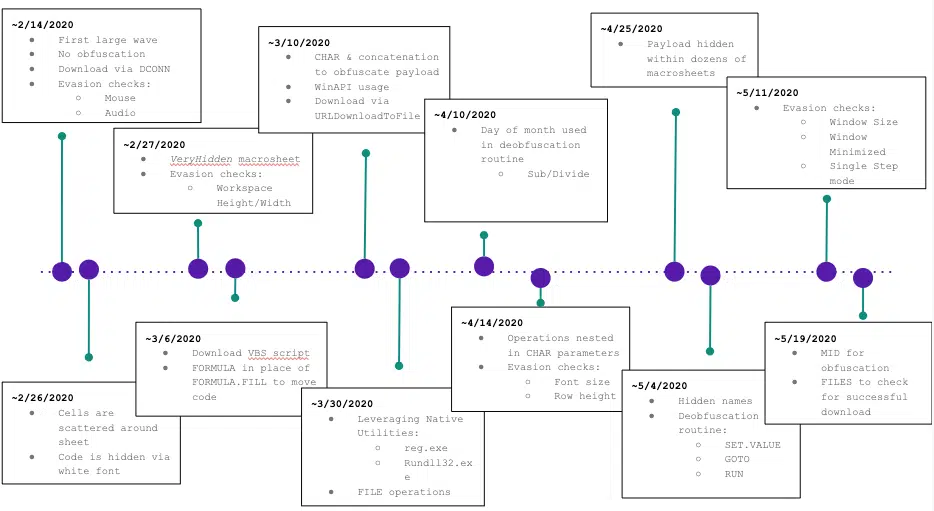 ~2/14/2020
● First large wave
● No obfuscation
● Download via DCONN
● Evasion checks:
○ Mouse
○ Audio
~2/26/2020
● Cells are
scattered around
sheet
● Code is hidden via
white font
~2/27/2020
● VeryHidden macrosheet
● Evasion checks:
○ Workspace
Height/Width
~3/6/2020
● Download VBS script
● FORMULA in place of
FORMULA.FILL to move
code
~3/10/2020
● CHAR & concatenation
to obfuscate payload
● WinAPI usage
● Download via
URLDownloadToFile
~3/30/2020
● Leveraging Native
Utilities:
○ reg.exe
○ Rundll32.ex
e
● FILE operations
~4/10/2020
● Day of month used
in deobfuscation
routine
○ Sub/Divide
~4/14/2020
● Operations nested
in CHAR parameters
● Evasion checks:
○ Font size
○ Row height
~4/25/2020
● Payload hidden
within dozens of
macrosheets
~5/4/2020
● Hidden names
● Deobfuscation
routine:
○ SET.VALUE
○ GOTO
○ RUN
~5/11/2020
● Evasion checks:
○ Window Size
○ Window
Minimized
○ Single Step
mode
~5/19/2020
● MID for
obfuscation
● FILES to check
for successful
download